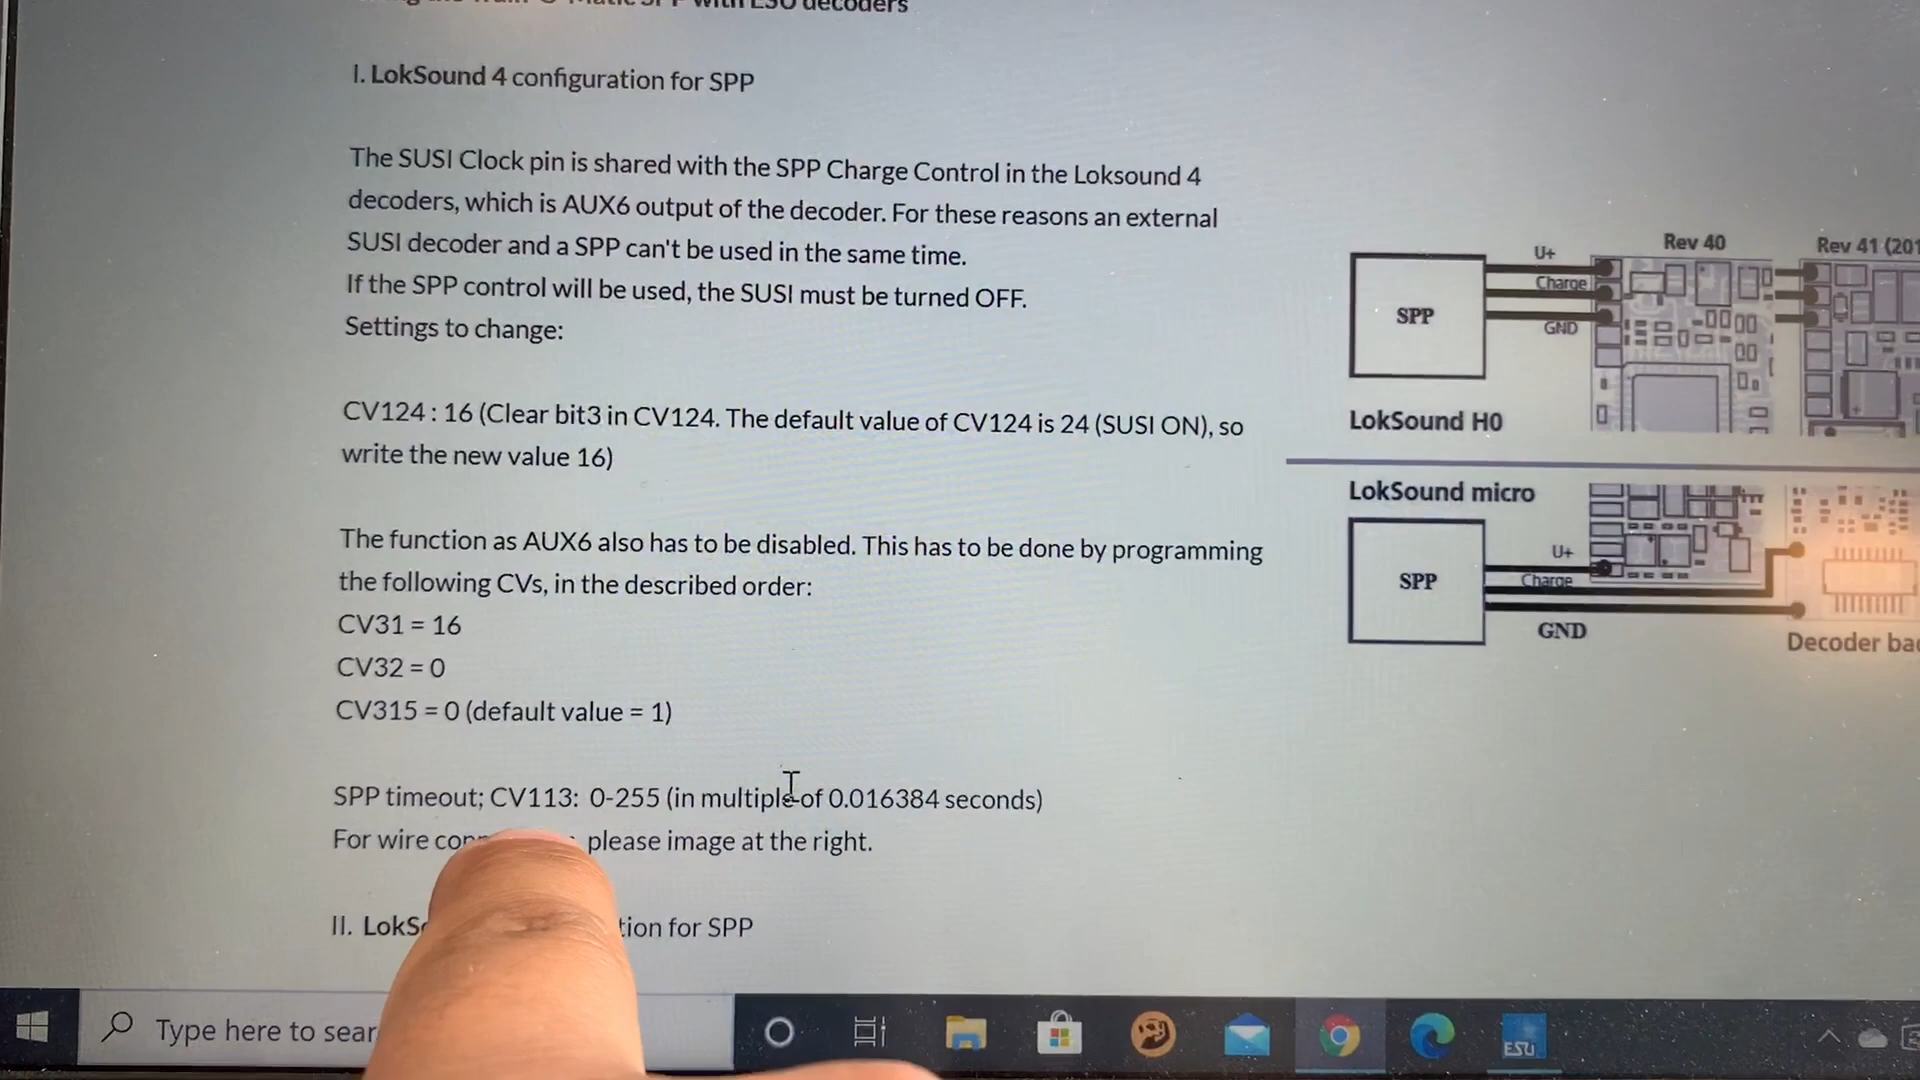 with ESU decoders
I. LokSound 4 configuration for SPP
The SUSI Clock pin is shared with the SPP Charge Control in the Loksound 4
decoders, which is AUX6 output of the decoder. For these reasons an external
SUSI decoder and a SPP can't be used in the same time.
If the SPP control will be used, the SUSI must be turned OFF.
Settings to change:
CV124 : 16 (Clear bit3 in CV124. The default value of CV124 is 24 (SUSI ON), so
write the new value 16)
The function as AUX6 also has to be disabled. This has to be done by programming
the following CVs, in the described order:
CV31 = 16
CV32 = 0
CV315 = 0 (default value = 1)
SPP timeout; CV113: 0-255 (in multiple of 0.016384 seconds)
For wire please image at the right.
II. for SPP
Rev 40
Rev 41
U+
Charge
GND
SPP
LokSound H0
LokSound micro
U+
Charge
SPP
GND
Decoder
Type here to
ESU